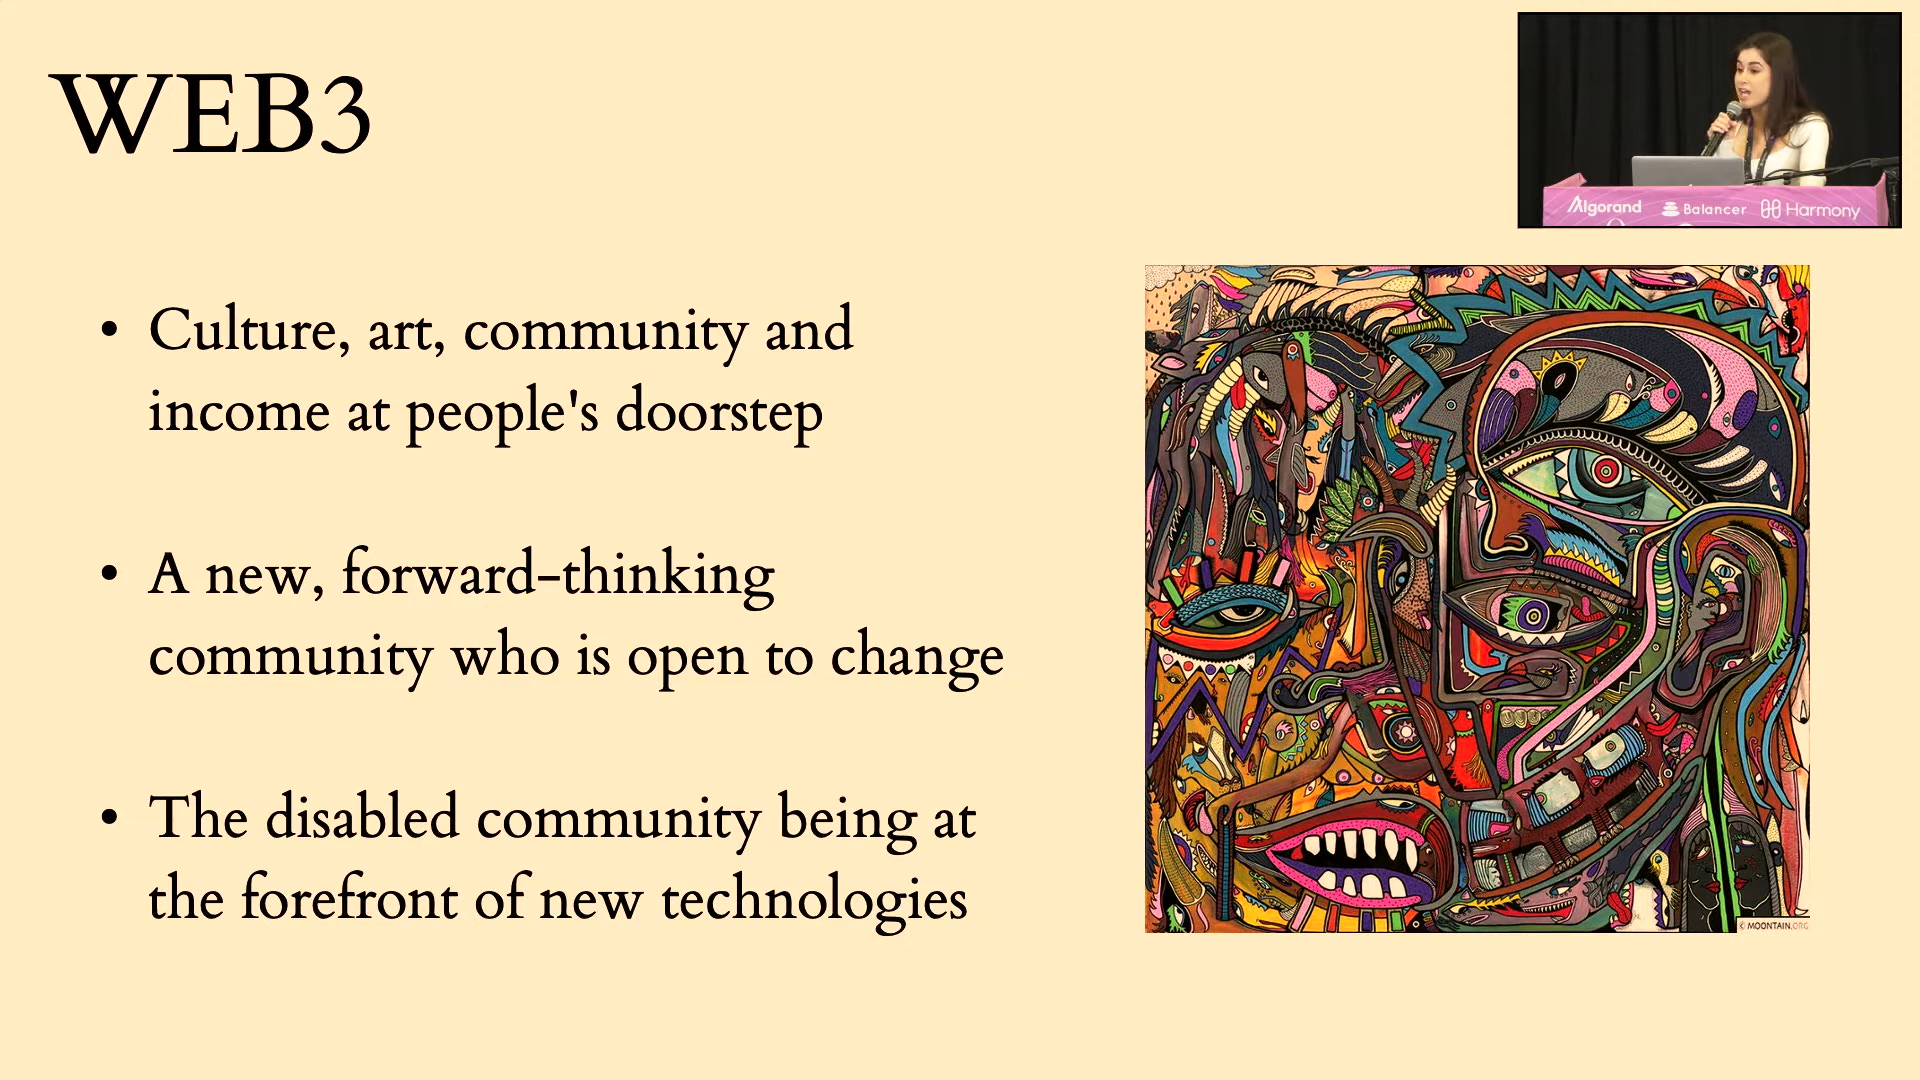 WEB3
Algorand Balancer Harmony
• Culture, art, community and
income at people's doorstep
• A new, forward-thinking
community who is open to change
• The disabled community being at
the forefront of new technologies
© MOONTAIN.ORG